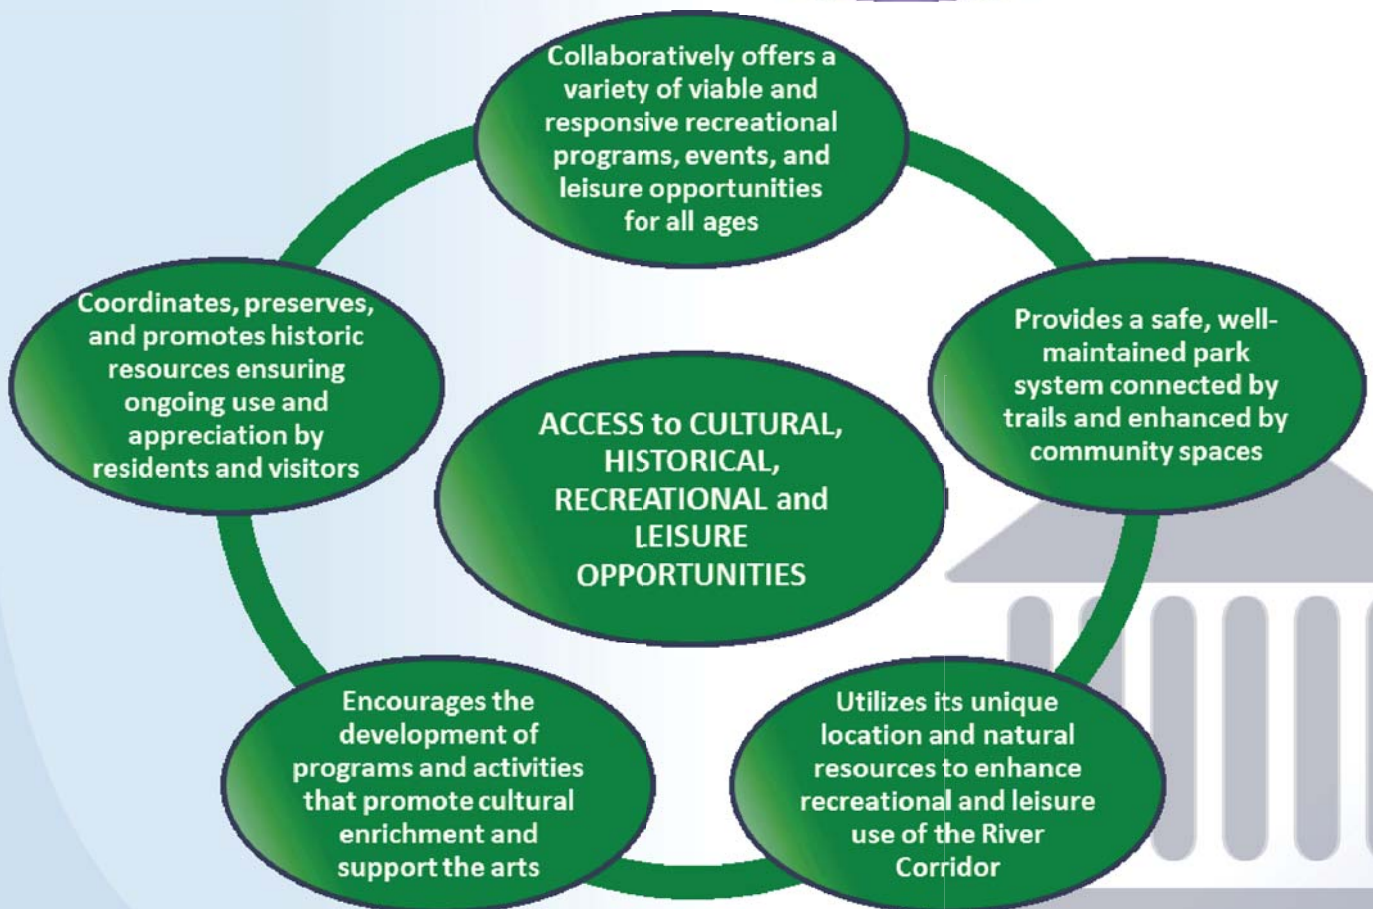 Collaboratively offers a
variety of viable and
responsive recreational
programs, events, and
leisure opportunities
for all ages
Coordinates, preserves,
and promotes historic
resources ensuring
ongoing use and
appreciation by
residents and visitors
Provides a safe, well-
maintained park
system connected by
trails and enhanced by
community spaces
ACCESS to CULTURAL,
HISTORICAL,
RECREATIONAL and
LEISURE
OPPORTUNITIES
Encourages the
development of
programs and activities
that promote cultural
enrichment and
support the arts
Utilizes its unique
location and natural
resources to enhance
recreational and leisure
use of the River
Corridor